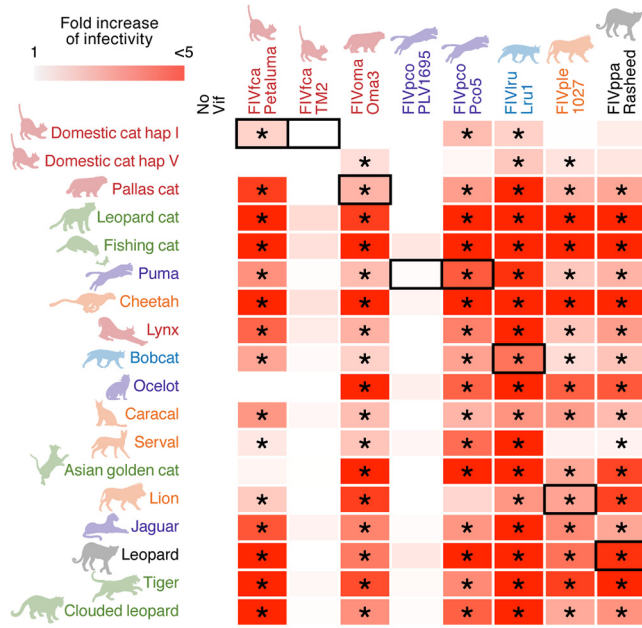 Fold increase
of infectivity
1 <5
No
Vif
FIVfca
Petaluma
FIVfca
TM2
FIVoma
Oma3
FIVpco
PLV1695
FIVpco
Pco5
FIVlru
Lru1
FIVple
1027
FIVppa
Rasheed
Domestic cat hap I * * *
Domestic cat hap V * * *
Pallas cat * * * * * *
Leopard cat * * * * * *
Fishing cat * * * * * *
Puma * * * * * *
Cheetah * * * * * *
Lynx * * * * * *
Bobcat * * * * * *
Ocelot * * * * *
Caracal * * * * * *
Serval * * * * *
Asian golden cat * * * * *
Lion * * * * *
Jaguar * * * * * *
Leopard * * * * * *
Tiger * * * * * *
Clouded leopard * * * * * *